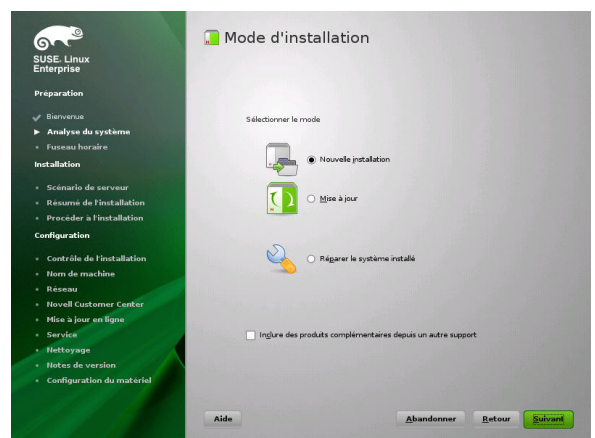 SUSE. Linux
Enterprise
Préparation
Bienvenue
Analyse du système
Fuseau horaire
Installation
Scénario de serveur
Résumé de l'installation
Procéder à l'installation
Configuration
Contrôle de l'installation
Nom de machine
Réseau
Novell Customer Center
Mise à jour en ligne
Service
Nettoyage
Notes de version
Configuration du matériel
Mode d'installation
Sélectionner le mode
Nouvelle installation
Mise à jour
Réparer le système installé
Inclure des produits complémentaires depuis un autre support
Aide
Abandonner
Retour
Suivant